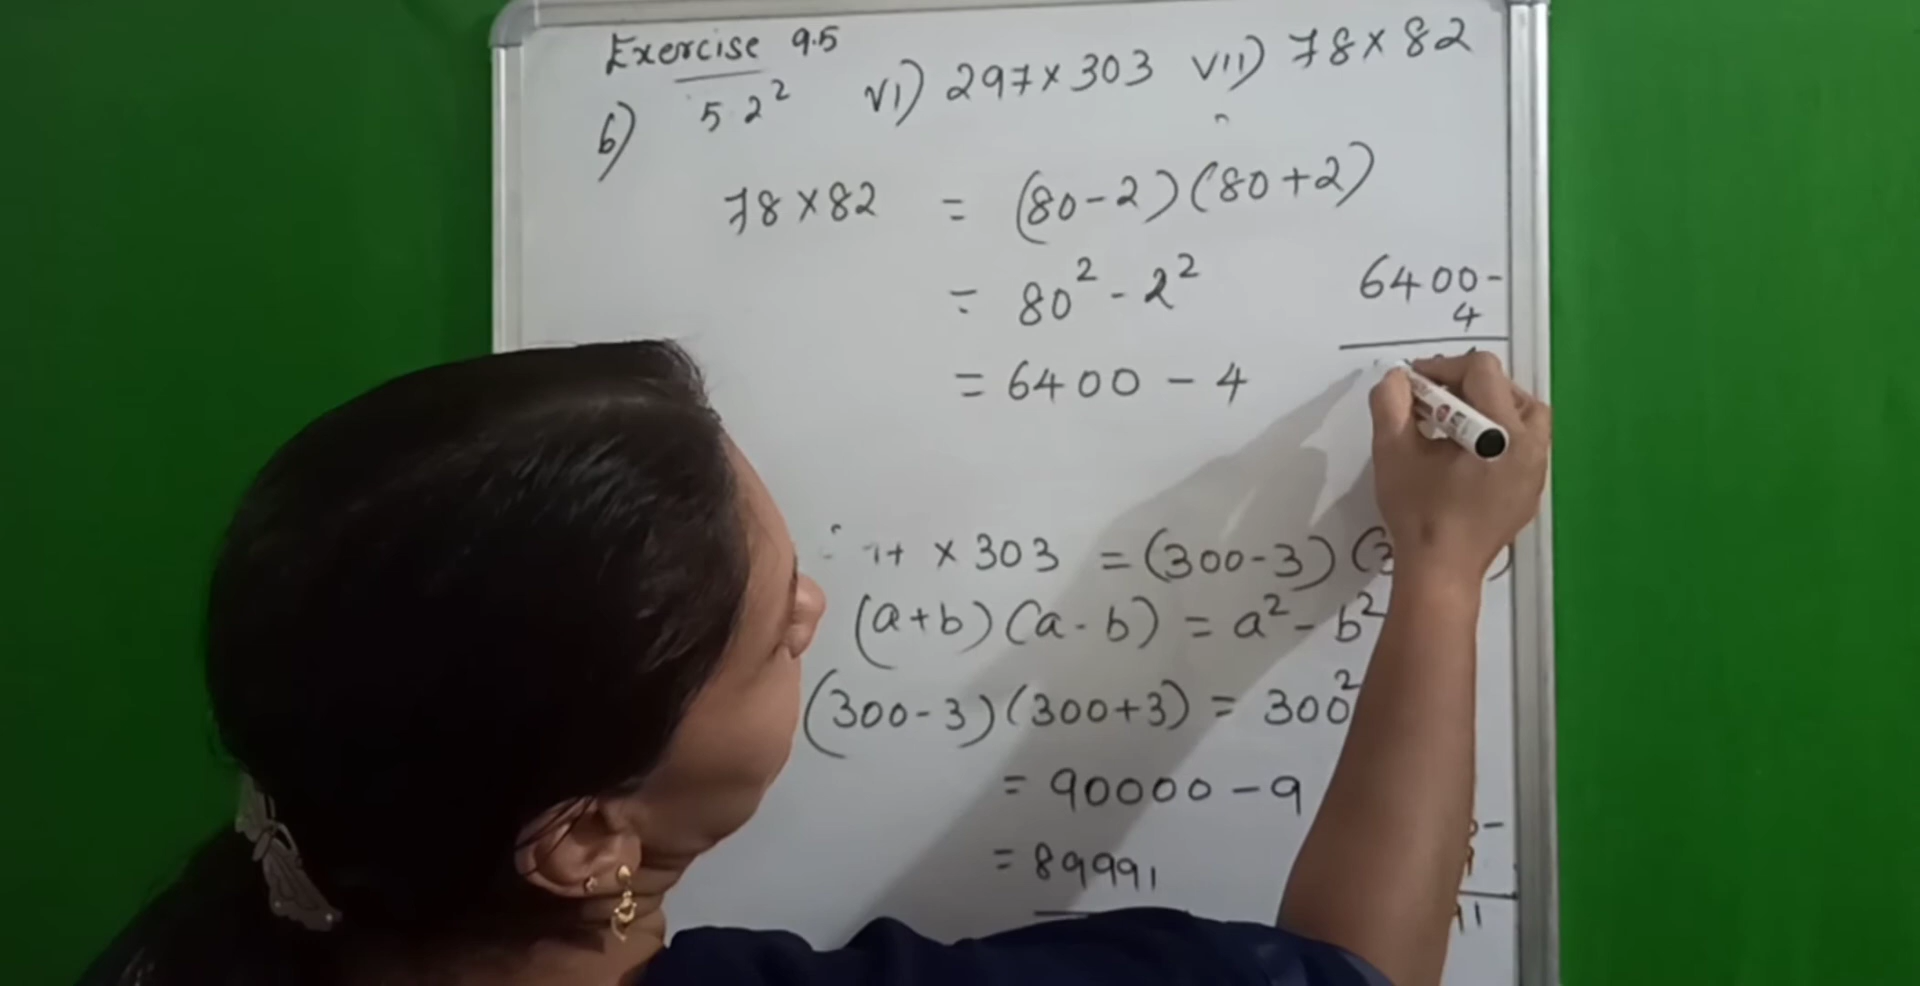 Exercise 9.5
6) 5.2² vi) 297 × 303 vii) 78 × 82
78 × 82 = (80-2)(80+2)
= 80² - 2²
= 6400 - 4
6400-
4
× 303 = (300-3)(3
(a+b)(a-b) = a² - b²
(300-3)(300+3) = 300²
= 90000 - 9
= 89991